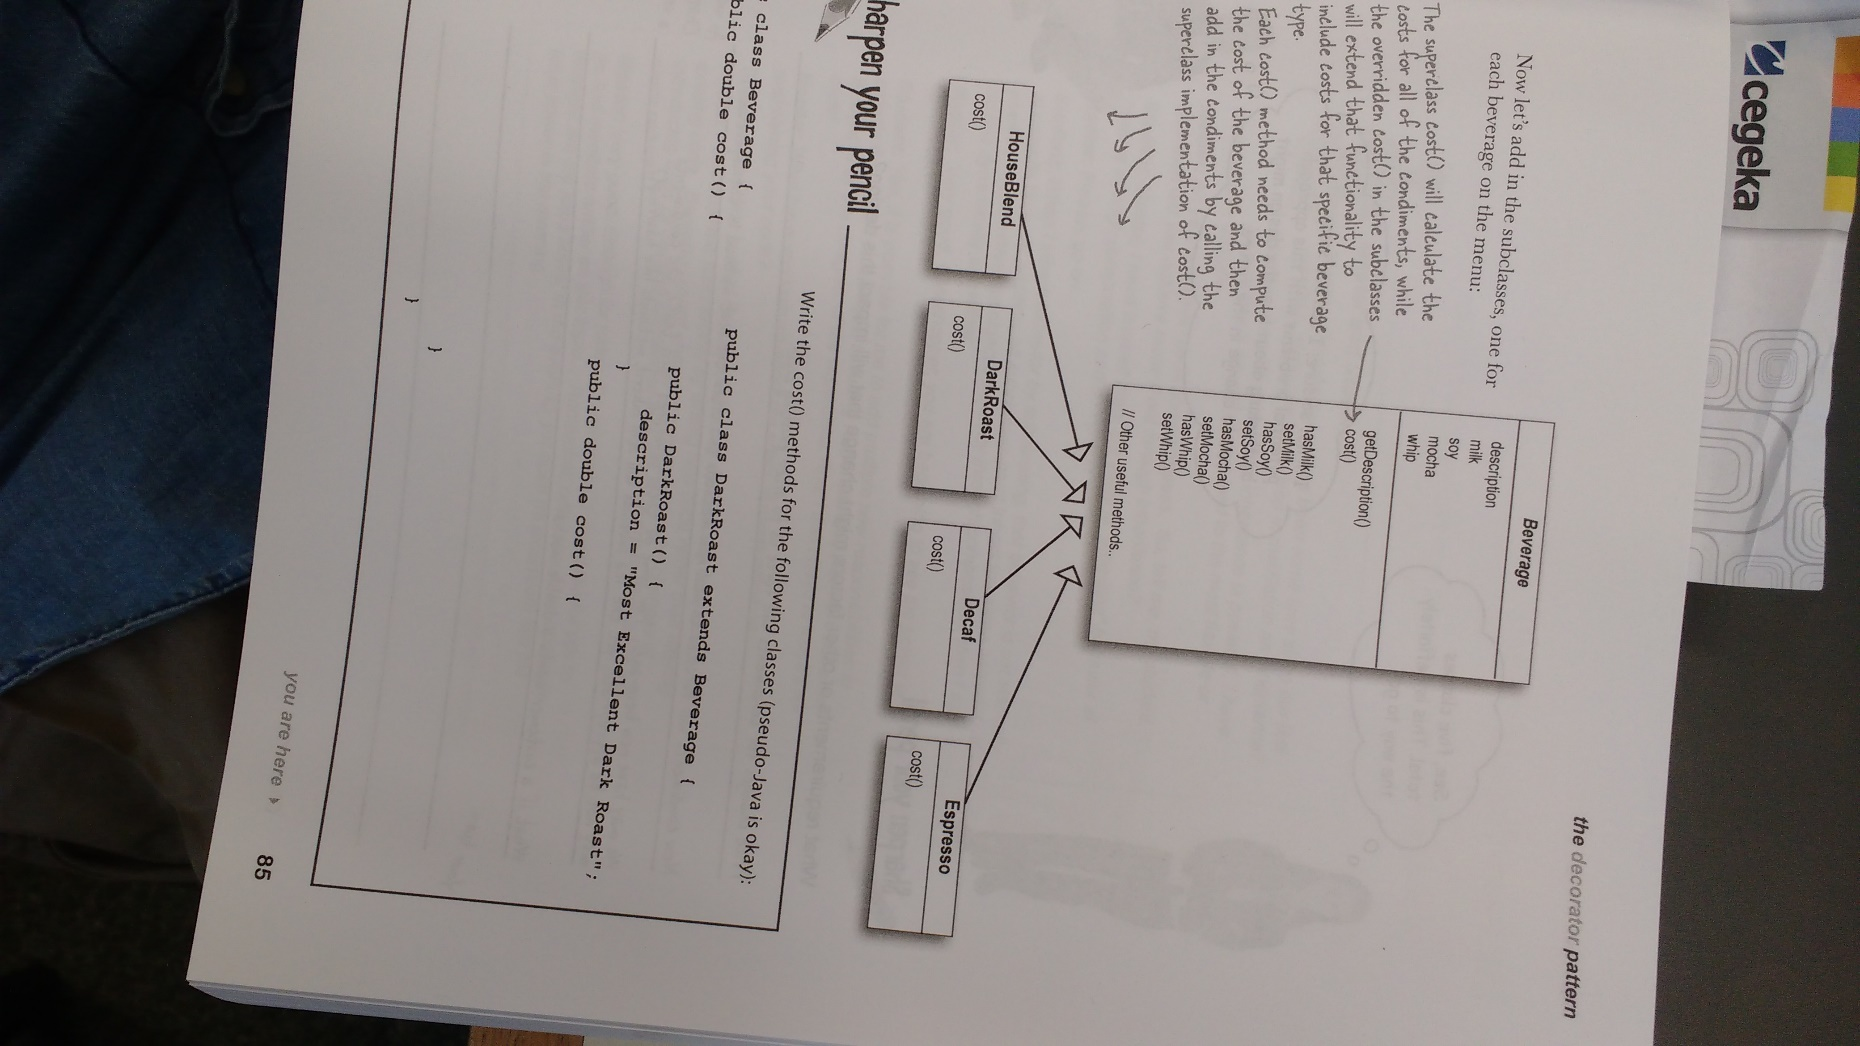 cegeka
the decorator pattern
Now let's add in the subclasses, one for
each beverage on the menu:
The superclass cost() will calculate the
costs for all of the condiments, while
the overridden cost() in the subclasses
will extend that functionality to
include costs for that specific beverage
type.
Each cost() method needs to compute
the cost of the beverage and then
add in the condiments by calling the
superclass implementation of cost().
Beverage
description
milk
soy
mocha
whip
getDescription()
cost()
hasMilk()
setMilk()
hasSoy()
setSoy()
hasMocha()
setMocha()
hasWhip()
setWhip()
// Other useful methods..
HouseBlend
cost()
DarkRoast
cost()
Decaf
cost()
Espresso
cost()
harpen your pencil
Write the cost() methods for the following classes (pseudo-Java is okay):
class Beverage {
blic double cost() {
public class DarkRoast extends Beverage {
public DarkRoast() {
description = "Most Excellent Dark Roast";
}
public double cost() {
}
}
you are here
85